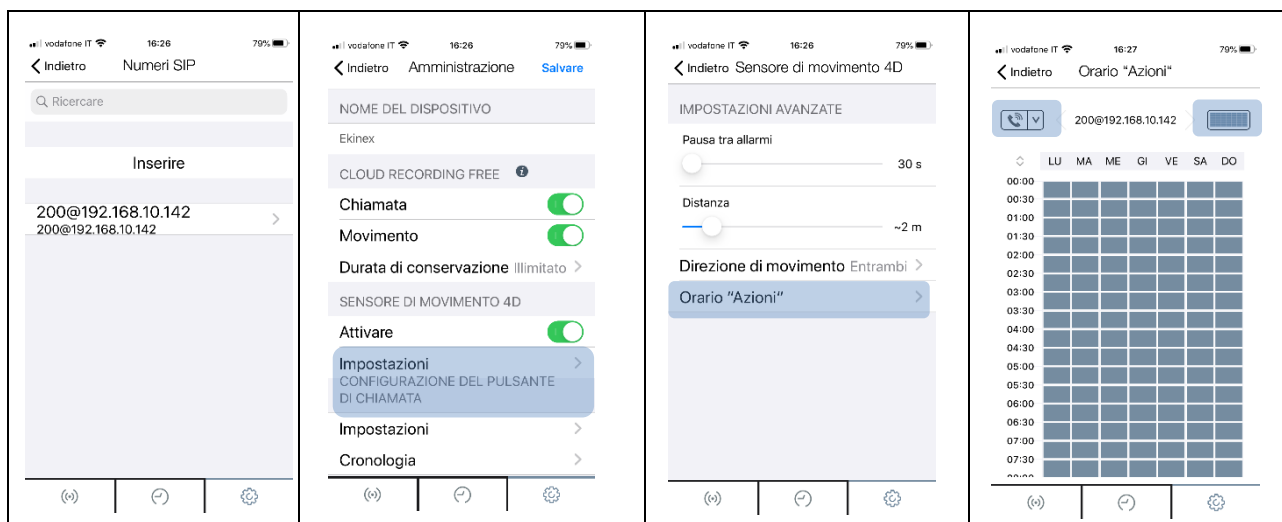 vodafone IT 16:26 79%
Indietro Numeri SIP
Ricercare
Inserire
200@192.168.10.142
200@192.168.10.142
vodafone IT 16:26 79%
Indietro Amministrazione Salvare
NOME DEL DISPOSITIVO
Ekinex
CLOUD RECORDING FREE i
Chiamata
Movimento
Durata di conservazione Illimitato
SENSORE DI MOVIMENTO 4D
Attivare
Impostazioni
CONFIGURAZIONE DEL PULSANTE
DI CHIAMATA
Impostazioni
Cronologia
vodafone IT 16:26 79%
Indietro Sensore di movimento 4D
IMPOSTAZIONI AVANZATE
Pausa tra allarmi
30 s
Distanza
~2 m
Direzione di movimento Entrambi
Orario "Azioni"
vodafone IT 16:27 79%
Indietro Orario "Azioni"
200@192.168.10.142
LU MA ME GI VE SA DO
00:00
00:30
01:00
01:30
02:00
02:30
03:00
03:30
04:00
04:30
05:00
05:30
06:00
06:30
07:00
07:30